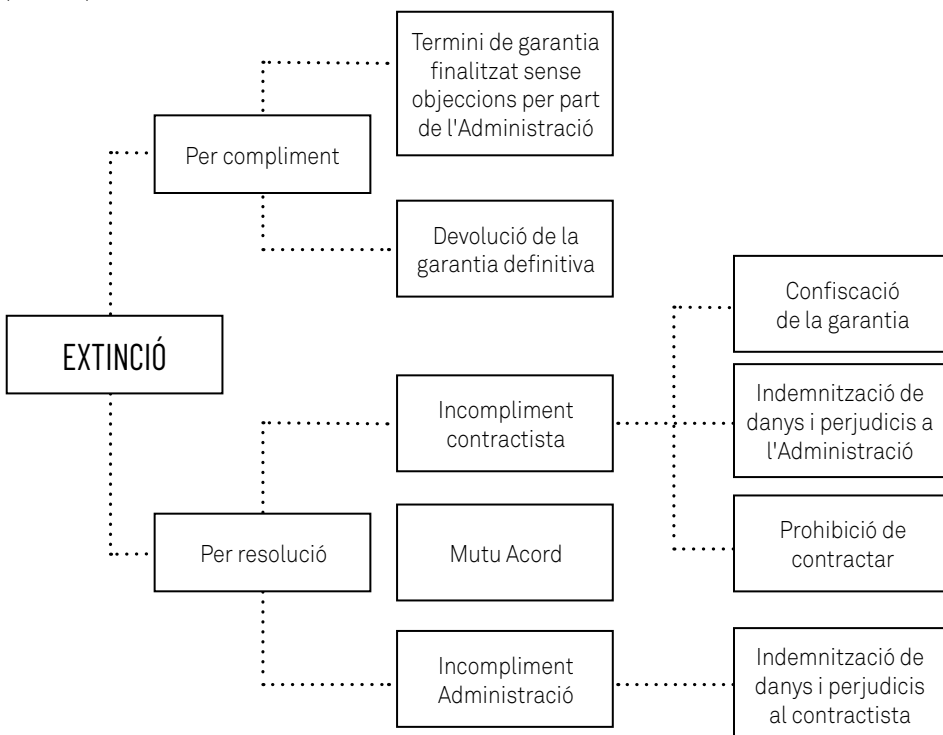 Termini de garantia
finalitzat sense
objeccions per part
de l'Administració
Per compliment
Devolució de la
garantia definitiva
EXTINCIÓ
Confiscació
de la garantia
Incompliment
contractista
Indemnització de
danys i perjudicis a
l'Administració
Per resolució
Mutu Acord
Prohibició de
contractar
Incompliment
Administració
Indemnització de
danys i perjudicis
al contractista